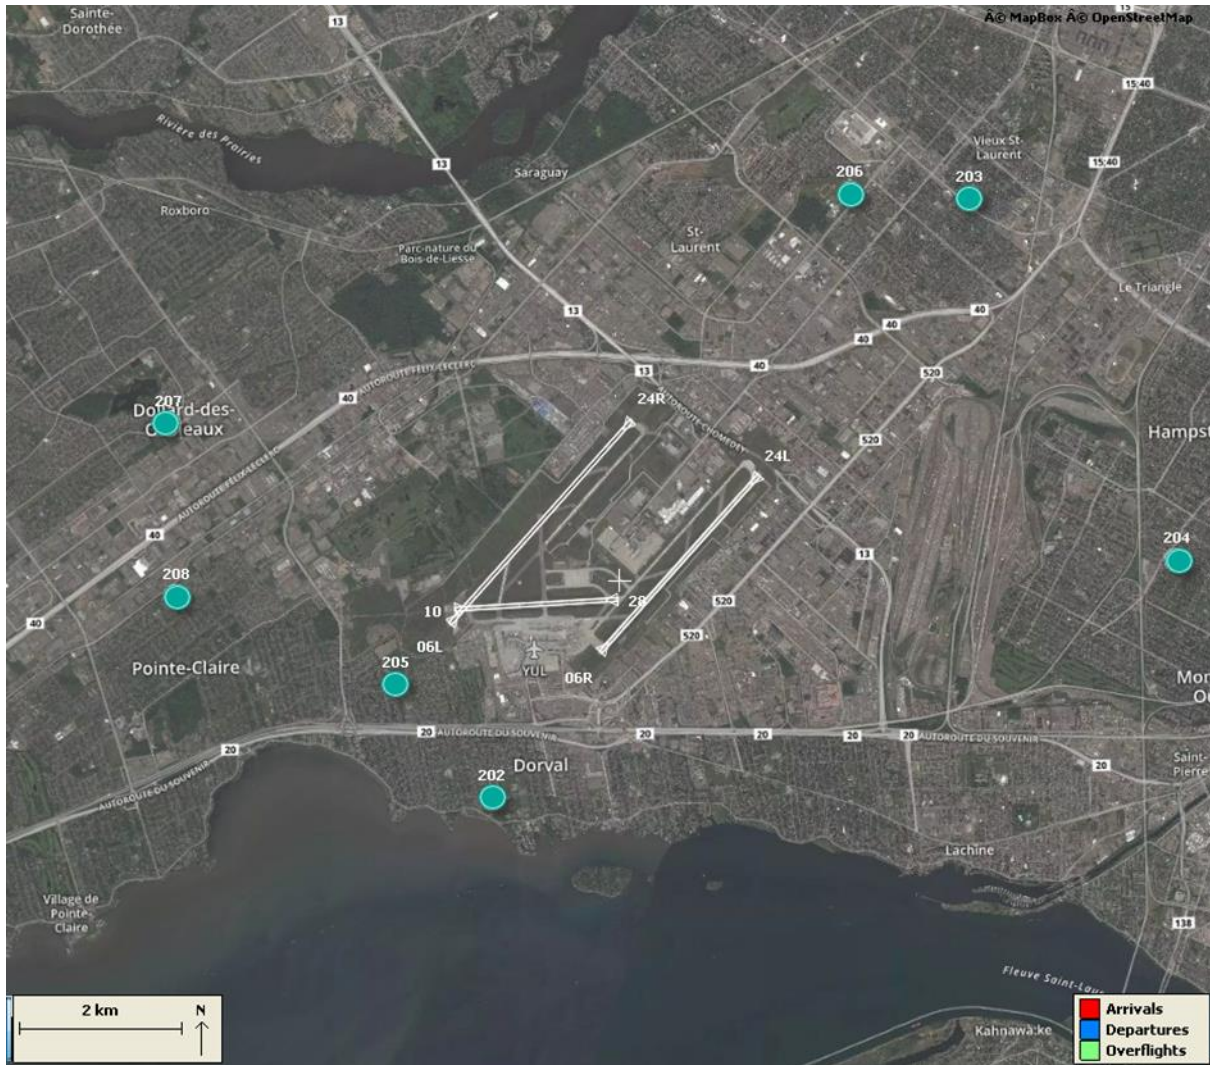 Sainte-
Dorothée
13
15
Â© MapBox Â© OpenStreetMap
15;40
Rivière des Prairies
13
Saraguay
Vieux St-
Laurent
15;40
206
203
Roxboro
Parc-nature du
Bois-de-Liesse
St-
Laurent
Le Triangle
13
40
40
40
13
40
520
AUTOROUTE FÉLIX-LECLERC
40
207
Dollard-des-
24R
AUTOROUTE CHOMEDEY
520
Hampst
24L
AUTOROUTE FÉLIX-LECLERC
40
13
204
208
10
28
520
40
520
06L
205
YUL
06R
Pointe-Claire
Mon
20
AUTOROUTE DU SOUVENIR
20
20
20
20
AUTOROUTE DU SOUVENIR
20
AUTOROUTE DU SOUVENIR
Dorval
20
Saint-
Pierre
202
Lachine
Village de
Pointe-
Claire
138
Fleuve Saint-Lau
2 km
N
Arrivals
Departures
Overflights
Kahnawà:ke